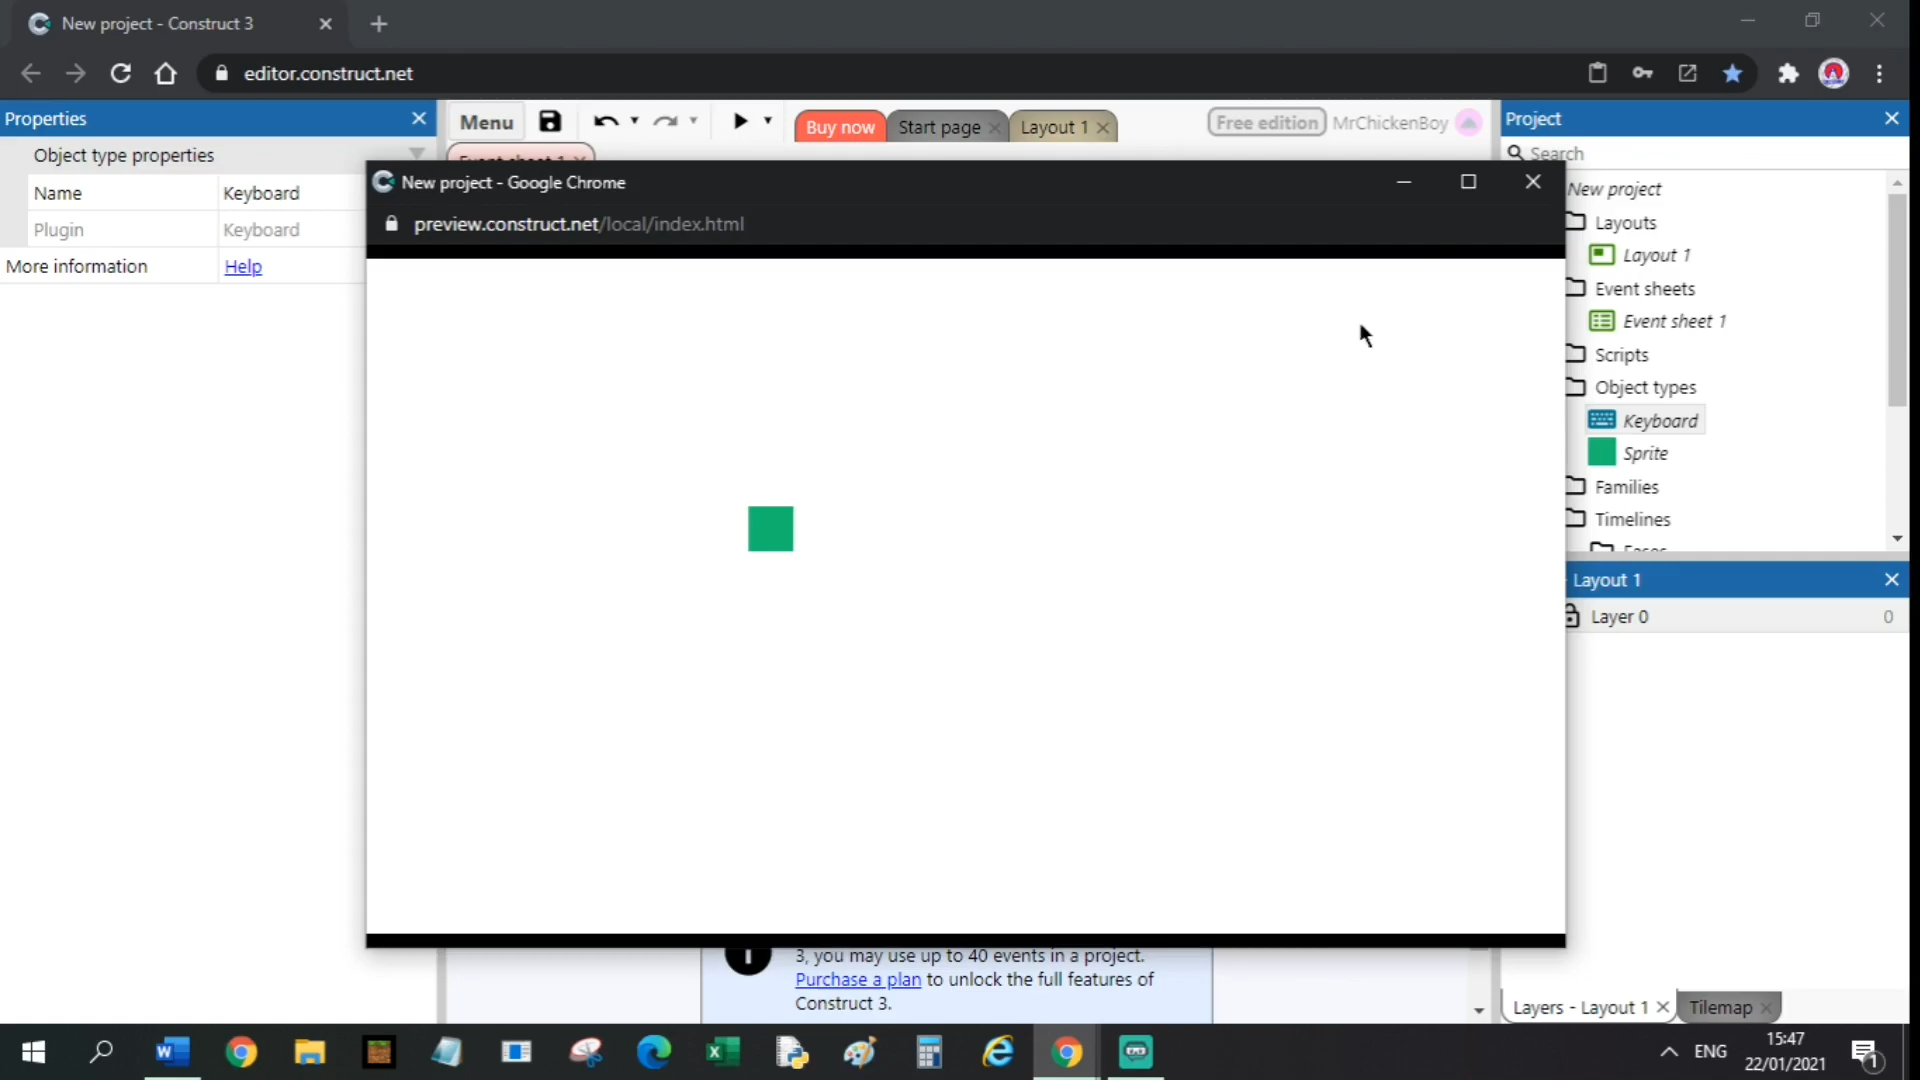 New project - Construct 3
editor.construct.net
Properties
Object type properties
Name Keyboard
Plugin Keyboard
More information Help
Menu
Buy now
Start page
Layout 1
Free edition
MrChickenBoy
Event sheet 1
New project - Google Chrome
preview.construct.net/local/index.html
3, you may use up to 40 events in a project.
Purchase a plan to unlock the full features of
Construct 3.
Project
Search
New project
Layouts
Layout 1
Event sheets
Event sheet 1
Scripts
Object types
Keyboard
Sprite
Families
Timelines
Layout 1
Layer 0 0
Layers - Layout 1
Tilemap
ENG
15:47
22/01/2021
1